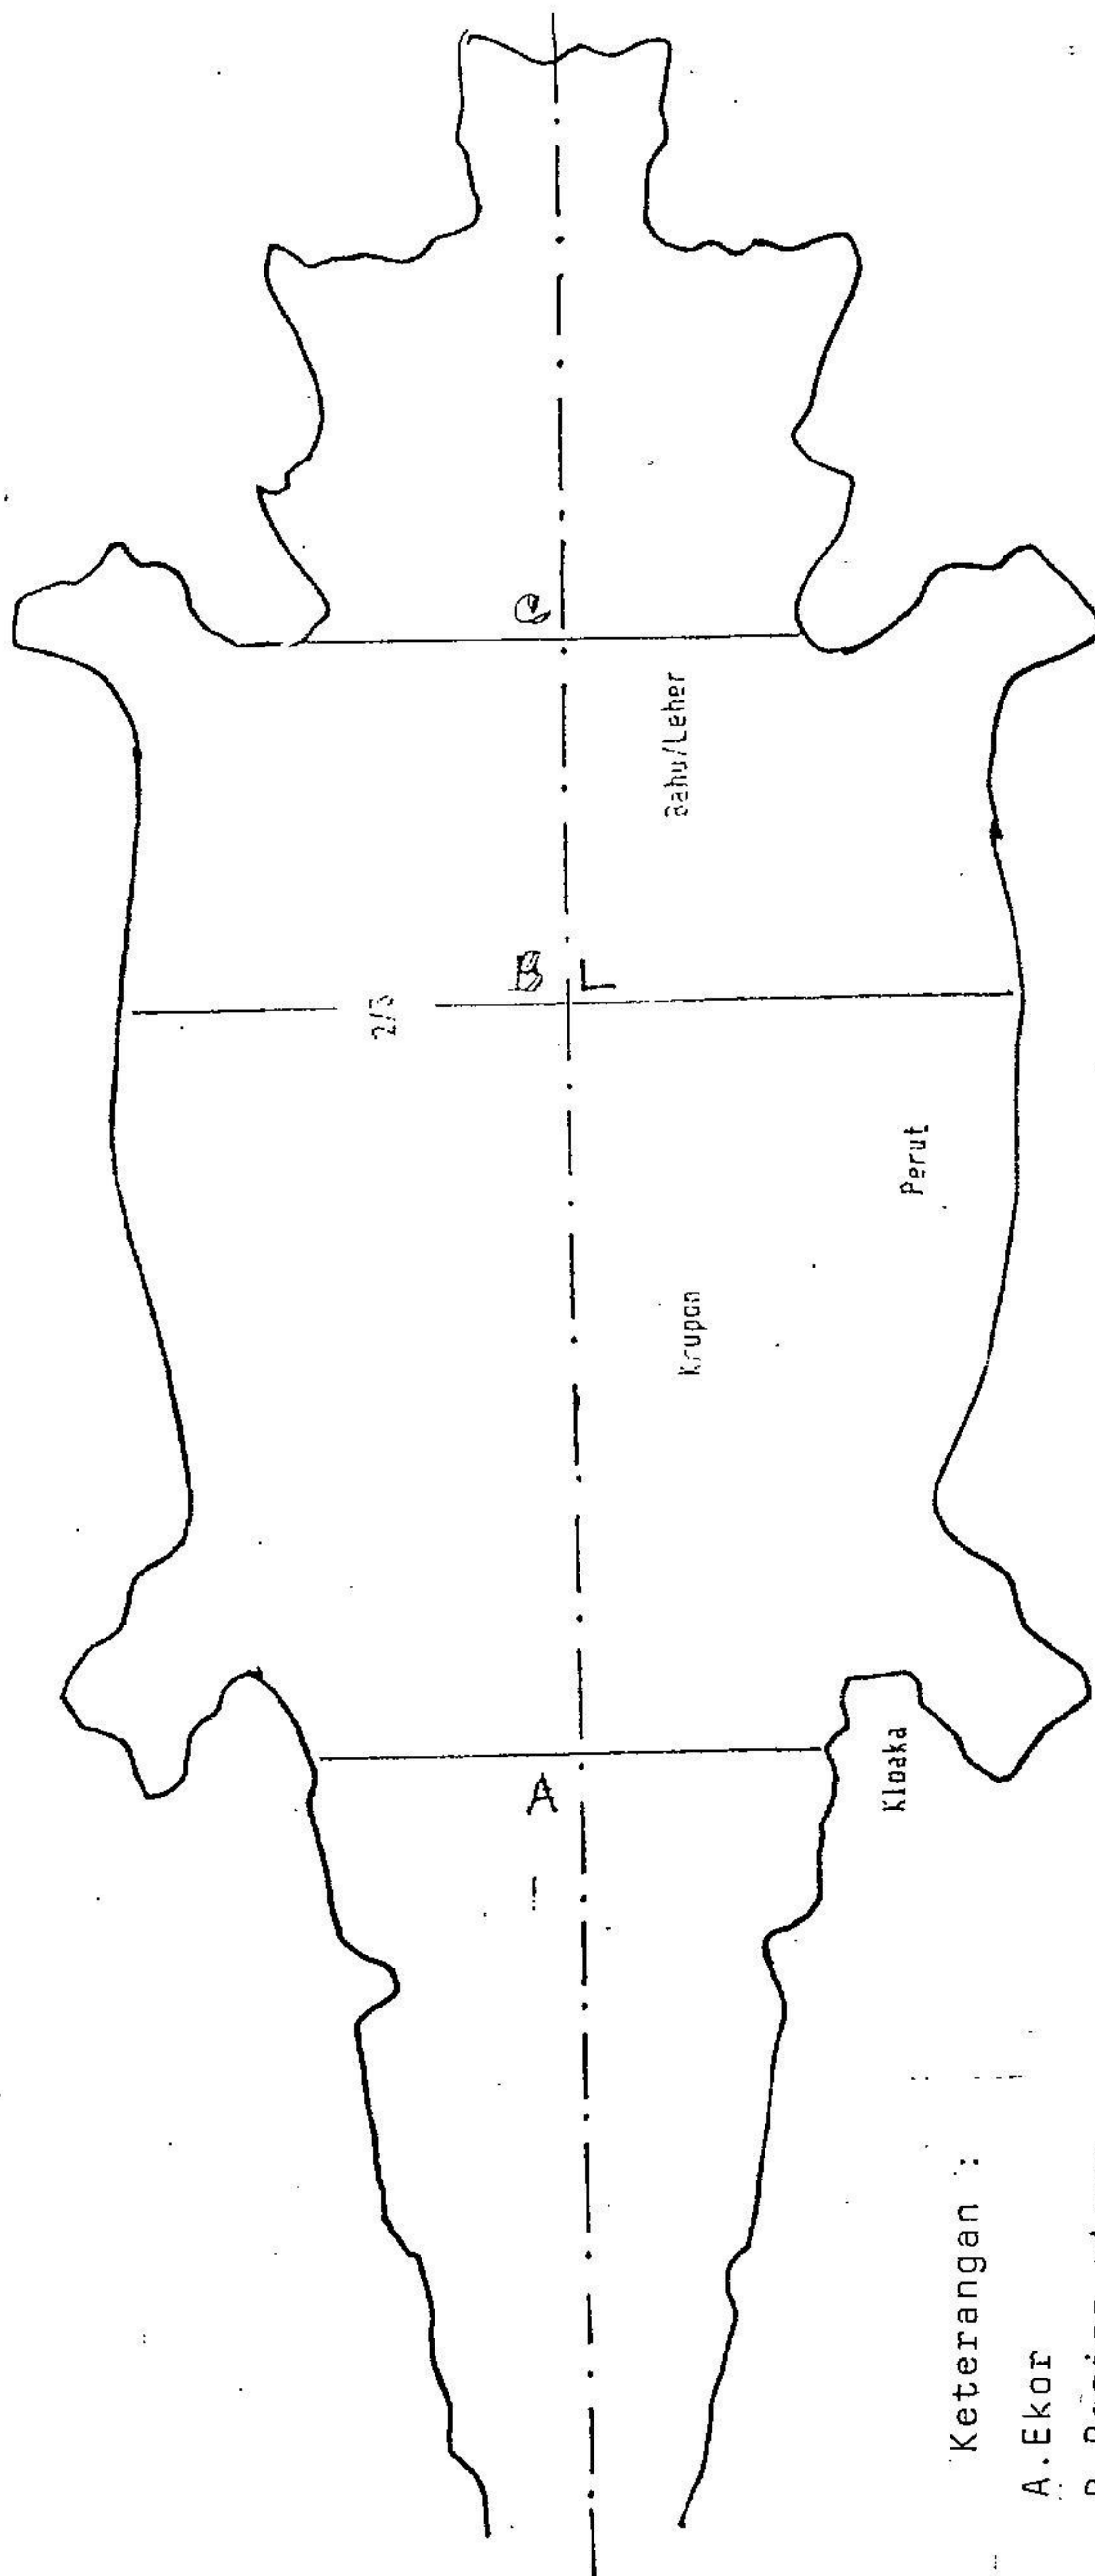 C
Bahu/Leher
B
2/3
Perut
Krupon
A
Kloaka
Keterangan :
A.Ekor
B.